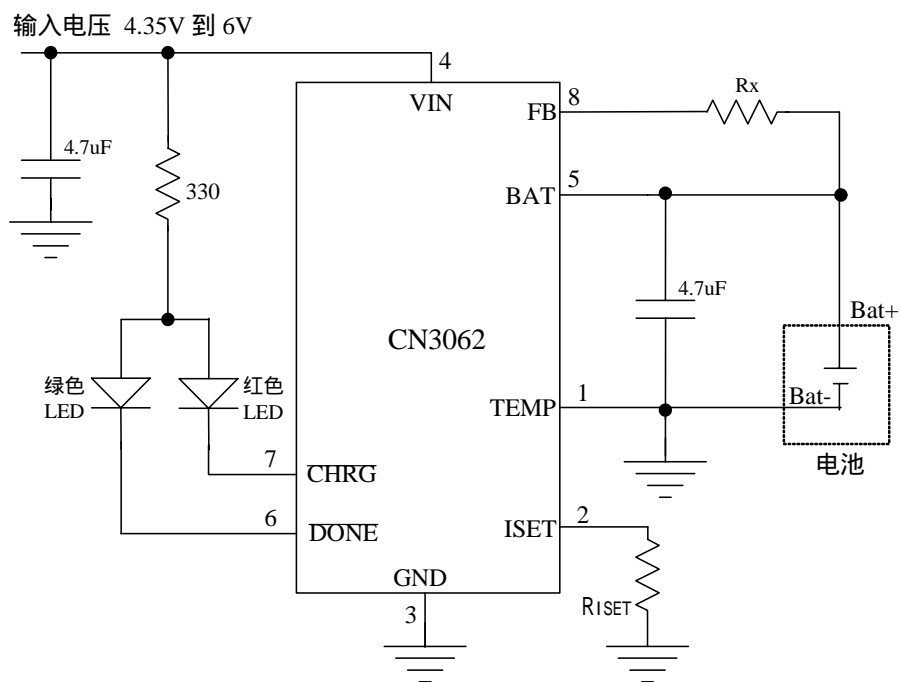 输入电压 4.35V 到 6V
4
VIN
8
Rx
FB
4.7uF
330
5
BAT
4.7uF
Bat+
CN3062
绿色
LED
红色
LED
1
TEMP
Bat-
电池
7
CHRG
6
DONE
2
ISET
GND
3
RISET